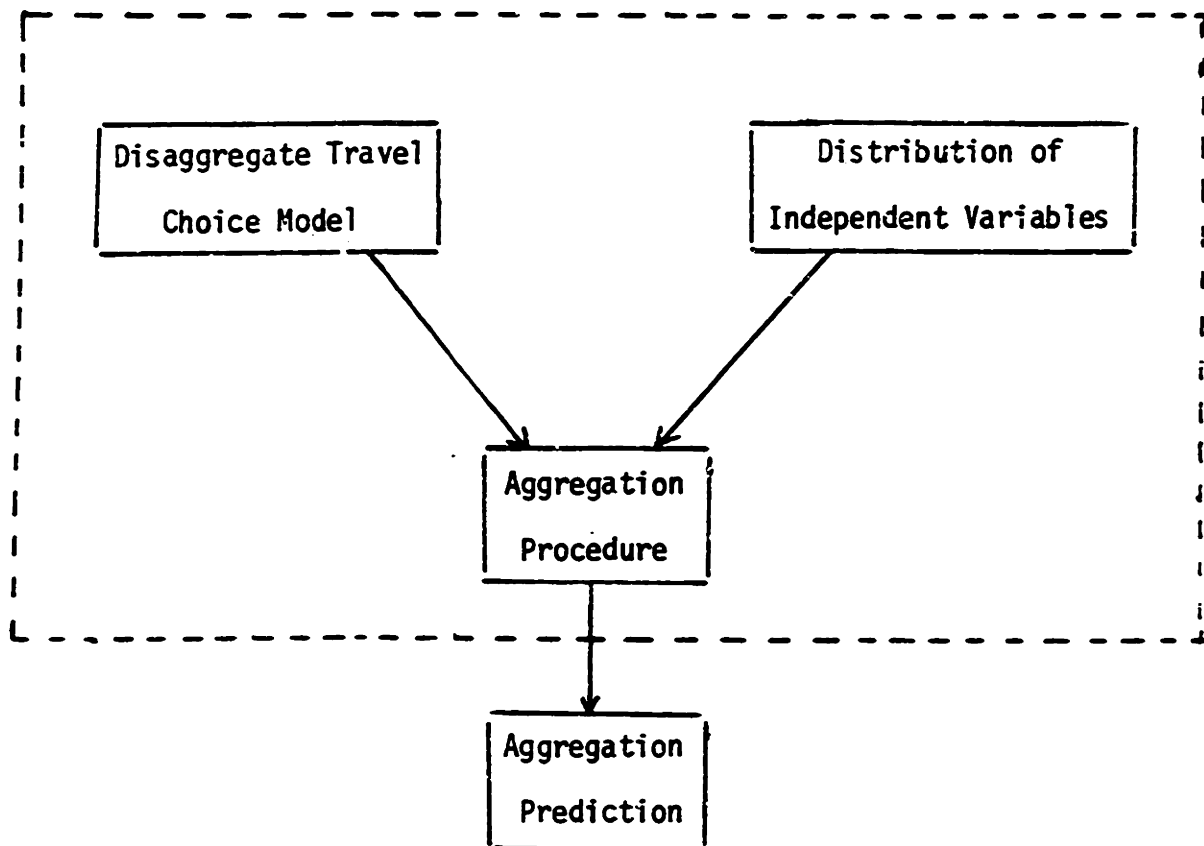 Disaggregate Travel
Choice Model
Distribution of
Independent Variables
Aggregation
Procedure
Aggregation
Prediction